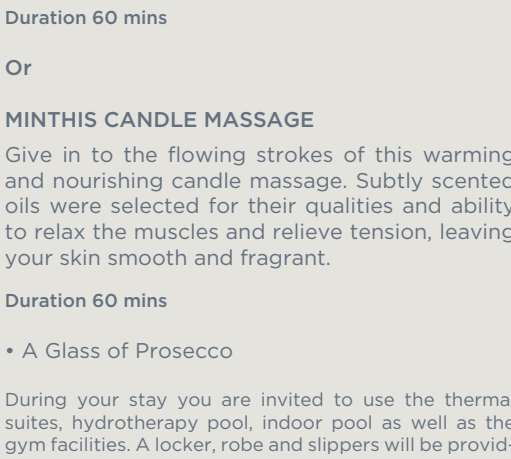 Duration 60 mins
Or
MINTHIS CANDLE MASSAGE
Give in to the flowing strokes of this warming
and nourishing candle massage. Subtly scented
oils were selected for their qualities and ability
to relax the muscles and relieve tension, leaving
your skin smooth and fragrant.
Duration 60 mins
• A Glass of Prosecco
During your stay you are invited to use the therma
suites, hydrotherapy pool, indoor pool as well as the
gym facilities. A locker, robe and slippers will be provid-